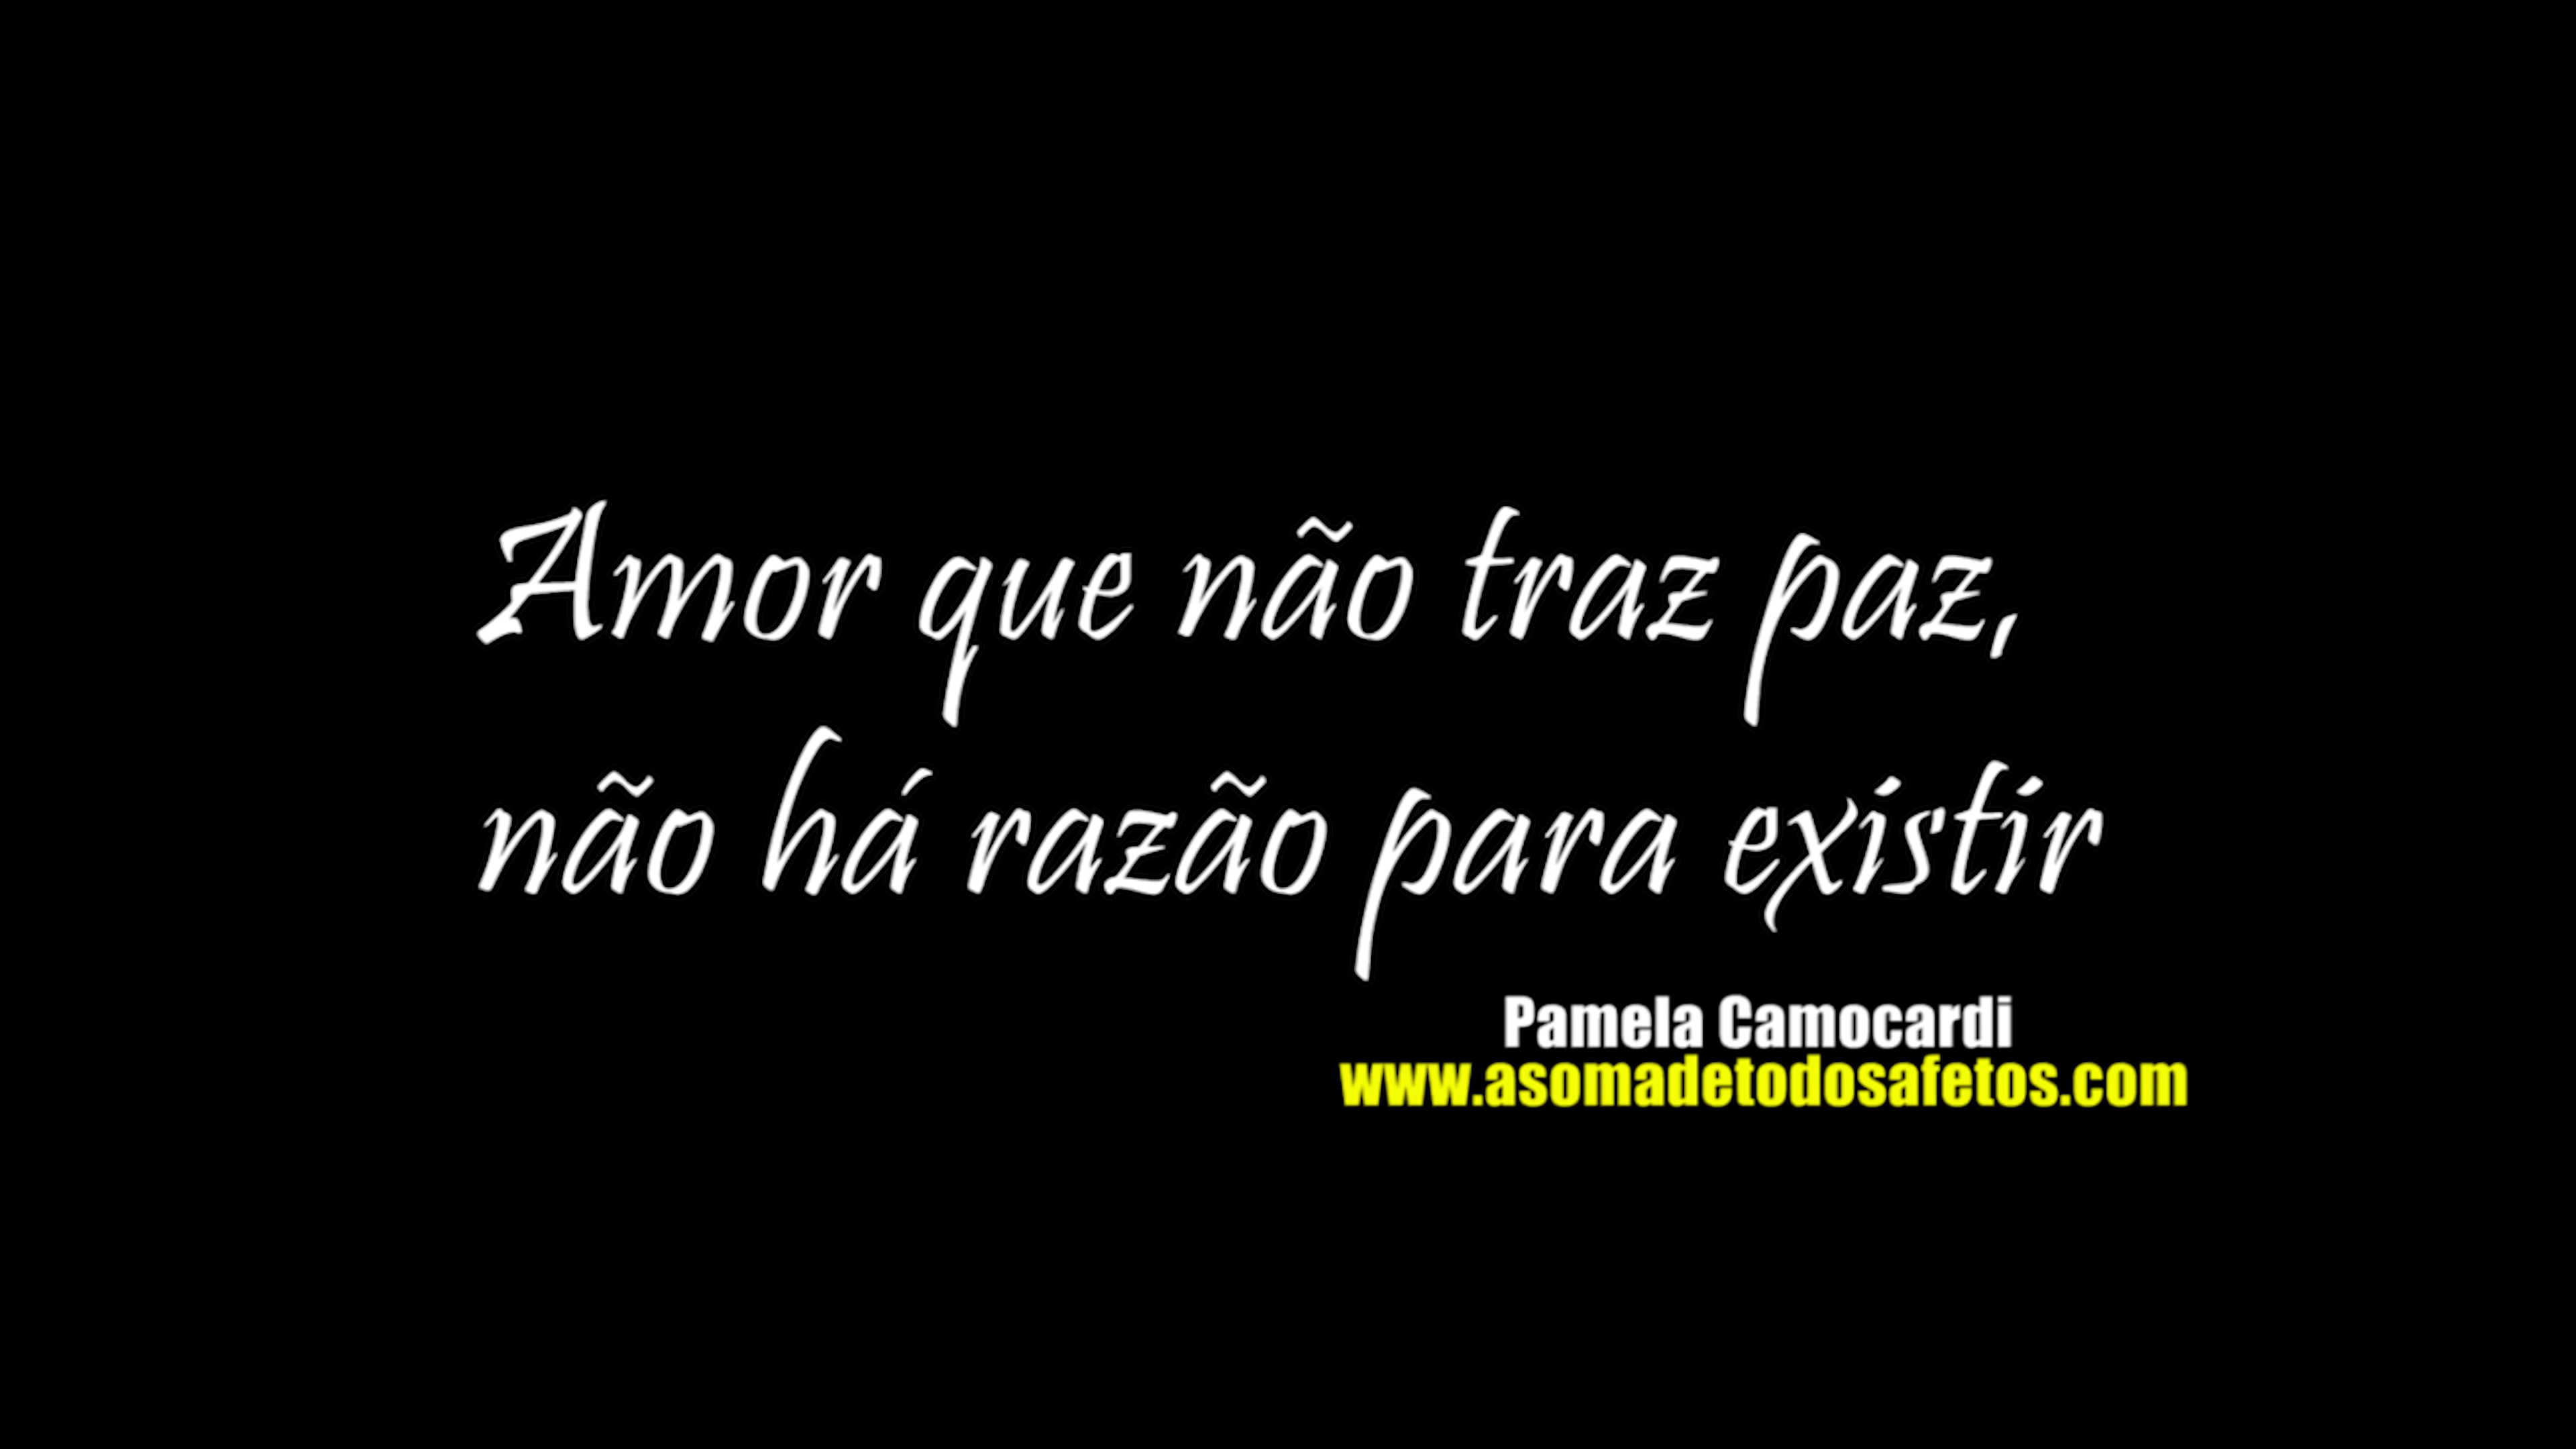 Amor que não traz paz,
não há razão para existir
Pamela Camocardi
www.asomadetodosafetos.com